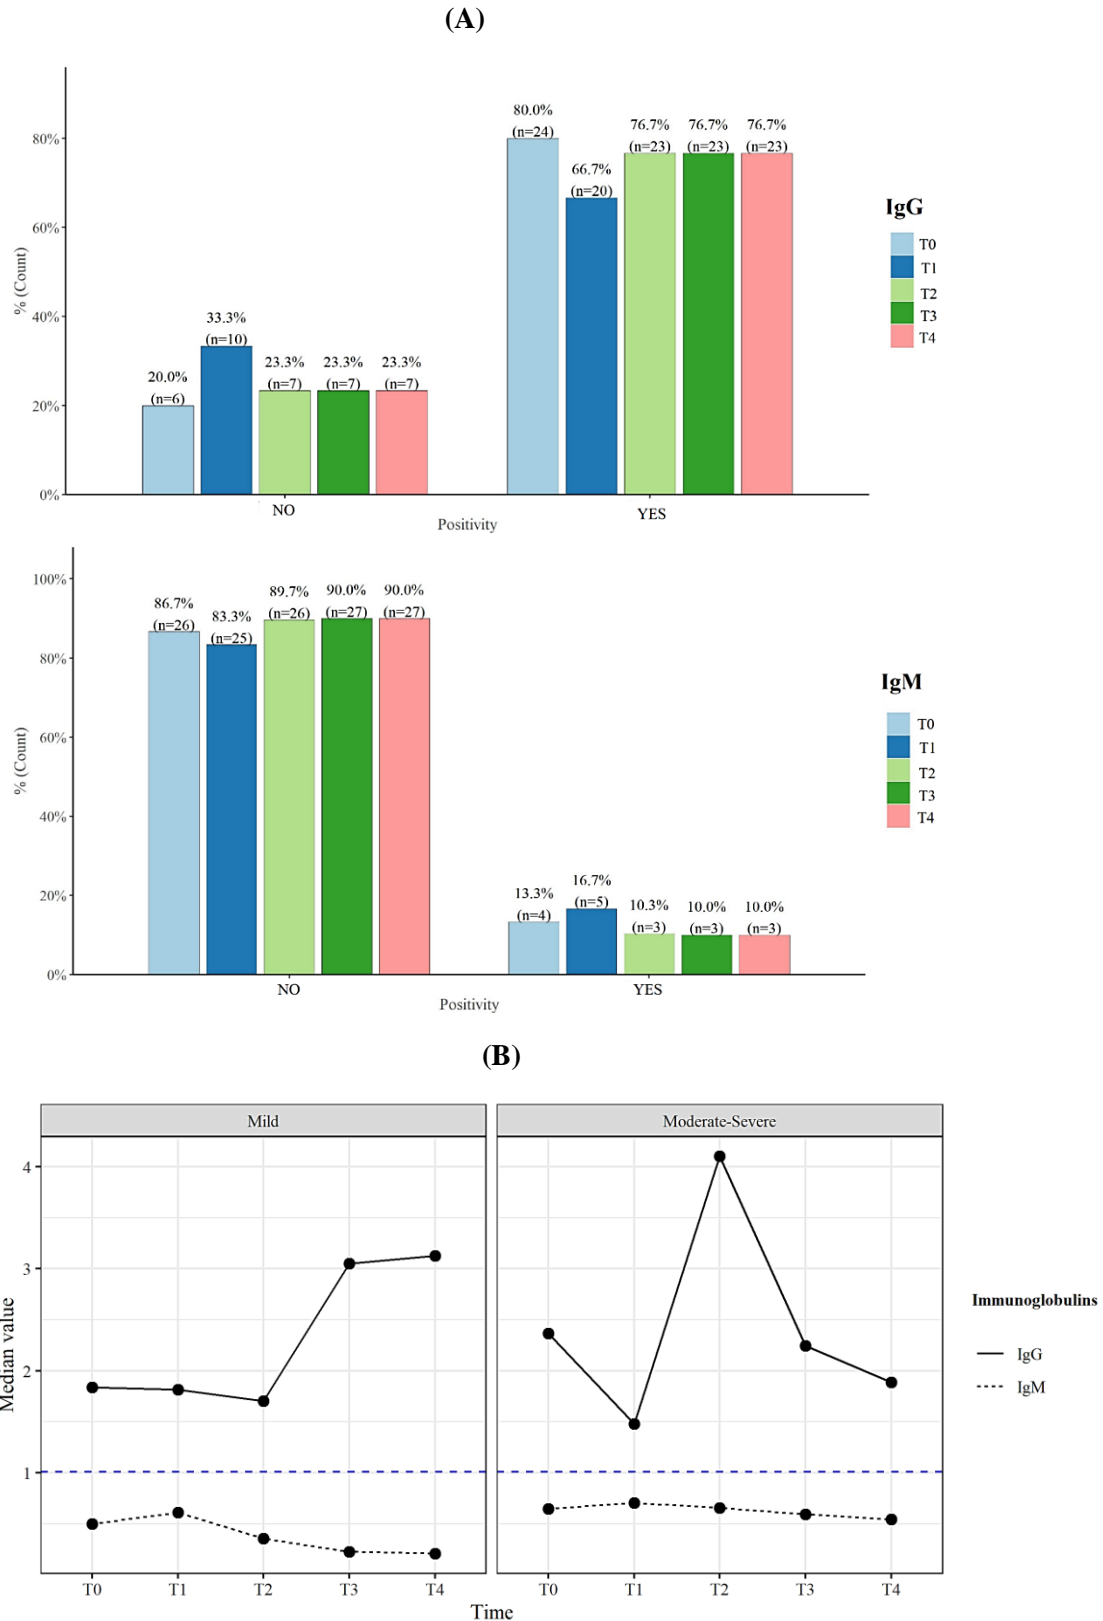 (A)
80%
60%
40%
20%
0%
% (Count)
20.0%
(n=6)
33.3%
(n=10)
23.3%
(n=7)
23.3%
(n=7)
23.3%
(n=7)
80.0%
(n=24)
66.7%
(n=20)
76.7%
(n=23)
76.7%
(n=23)
76.7%
(n=23)
NO
YES
Positivity
IgG
T0
T1
T2
T3
T4
100%
80%
60%
40%
20%
0%
% (Count)
86.7%
(n=26)
83.3%
(n=25)
89.7%
(n=26)
90.0%
(n=27)
90.0%
(n=27)
13.3%
(n=4)
16.7%
(n=5)
10.3%
(n=3)
10.0%
(n=3)
10.0%
(n=3)
NO
YES
Positivity
IgM
T0
T1
T2
T3
T4
(B)
Mild
Moderate-Severe
4
3
2
1
Median value
T0
T1
T2
T3
T4
T0
T1
T2
T3
T4
Time
Immunoglobulins
IgG
IgM